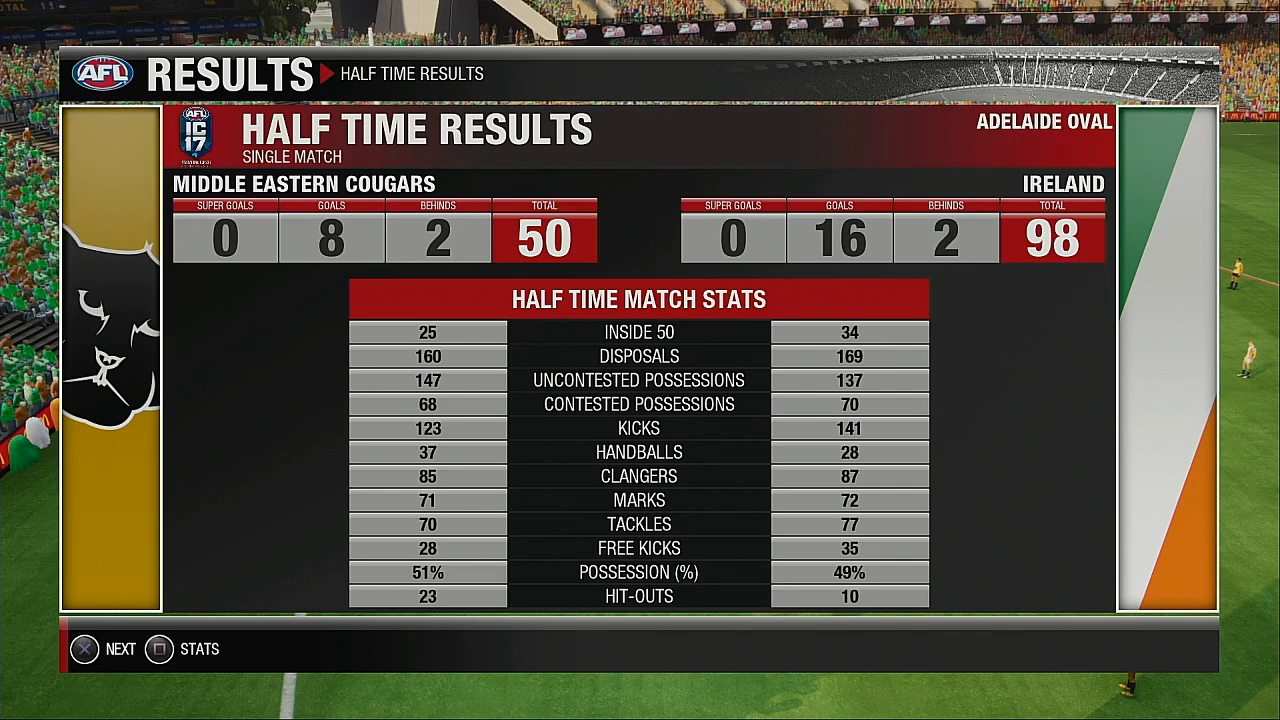 AFL RESULTS HALF TIME RESULTS
AFL
IC
17
HALF TIME RESULTS
ADELAIDE OVAL
SINGLE MATCH
MIDDLE EASTERN COUGARS
IRELAND
SUPER GOALS GOALS BEHINDS TOTAL SUPER GOALS GOALS BEHINDS TOTAL
0 8 2 50 0 16 2 98
HALF TIME MATCH STATS
25 INSIDE 50 34
160 DISPOSALS 169
147 UNCONTESTED POSSESSIONS 137
68 CONTESTED POSSESSIONS 70
123 KICKS 141
37 HANDBALLS 28
85 CLANGERS 87
71 MARKS 72
70 TACKLES 77
28 FREE KICKS 35
51% POSSESSION (%) 49%
23 HIT-OUTS 10
NEXT STATS